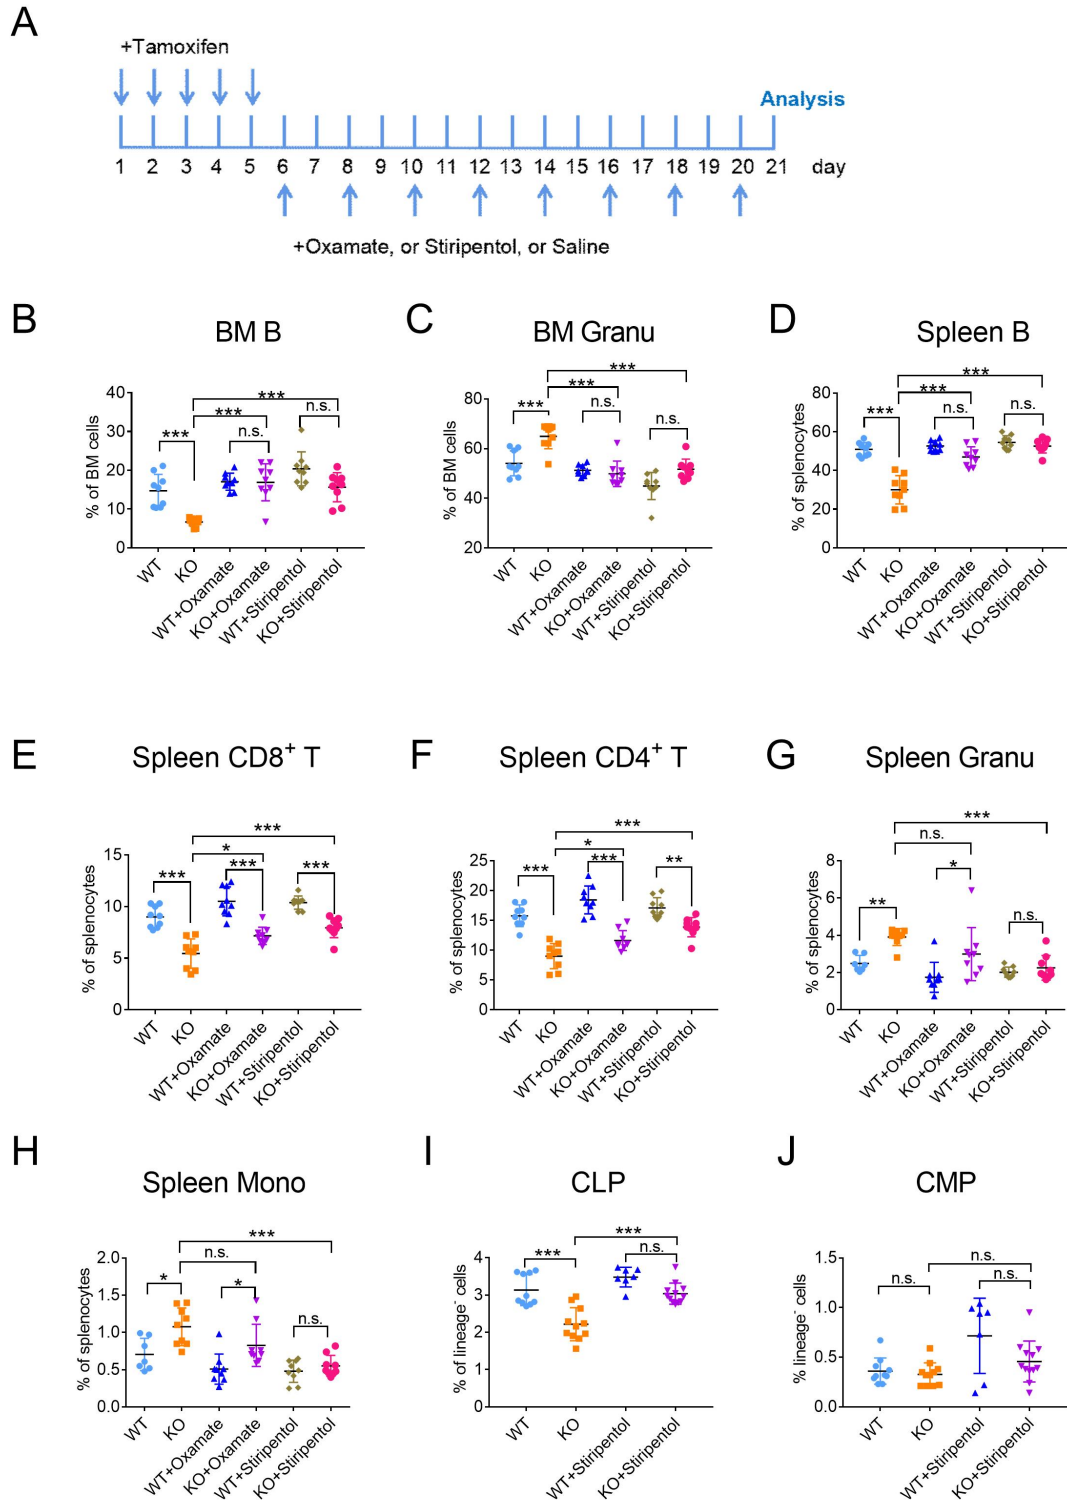 A
+Tamoxifen
Analysis
1 2 3 4 5 6 7 8 9 10 11 12 13 14 15 16 17 18 19 20 21 day
+Oxamate, or Stiripentol, or Saline
B
BM B
% of BM cells
40
30
20
10
0
***
***
***
n.s.
n.s.
WT
KO
WT+Oxamate
KO+Oxamate
WT+Stiripentol
KO+Stiripentol
C
BM Granu
% of BM cells
80
60
40
20
***
***
***
n.s.
n.s.
WT
KO
WT+Oxamate
KO+Oxamate
WT+Stiripentol
KO+Stiripentol
D
Spleen B
% of splenocytes
80
60
40
20
0
***
***
***
n.s.
n.s.
WT
KO
WT+Oxamate
KO+Oxamate
WT+Stiripentol
KO+Stiripentol
E
Spleen CD8+ T
% of splenocytes
15
10
5
0
***
*
***
***
***
WT
KO
WT+Oxamate
KO+Oxamate
WT+Stiripentol
KO+Stiripentol
F
Spleen CD4+ T
% of splenocytes
25
20
15
10
5
0
***
*
***
***
**
WT
KO
WT+Oxamate
KO+Oxamate
WT+Stiripentol
KO+Stiripentol
G
Spleen Granu
% of splenocytes
8
6
4
2
0
***
n.s.
*
**
n.s.
WT
KO
WT+Oxamate
KO+Oxamate
WT+Stiripentol
KO+Stiripentol
H
Spleen Mono
% of splenocytes
2.0
1.5
1.0
0.5
0.0
***
n.s.
*
*
n.s.
WT
KO
WT+Oxamate
KO+Oxamate
WT+Stiripentol
KO+Stiripentol
I
CLP
% of lineage- cells
4
3
2
1
0
***
***
n.s.
WT
KO
WT+Stiripentol
KO+Stiripentol
J
CMP
% lineage- cells
1.5
1.0
0.5
0.0
n.s.
n.s.
n.s.
WT
KO
WT+Stiripentol
KO+Stiripentol